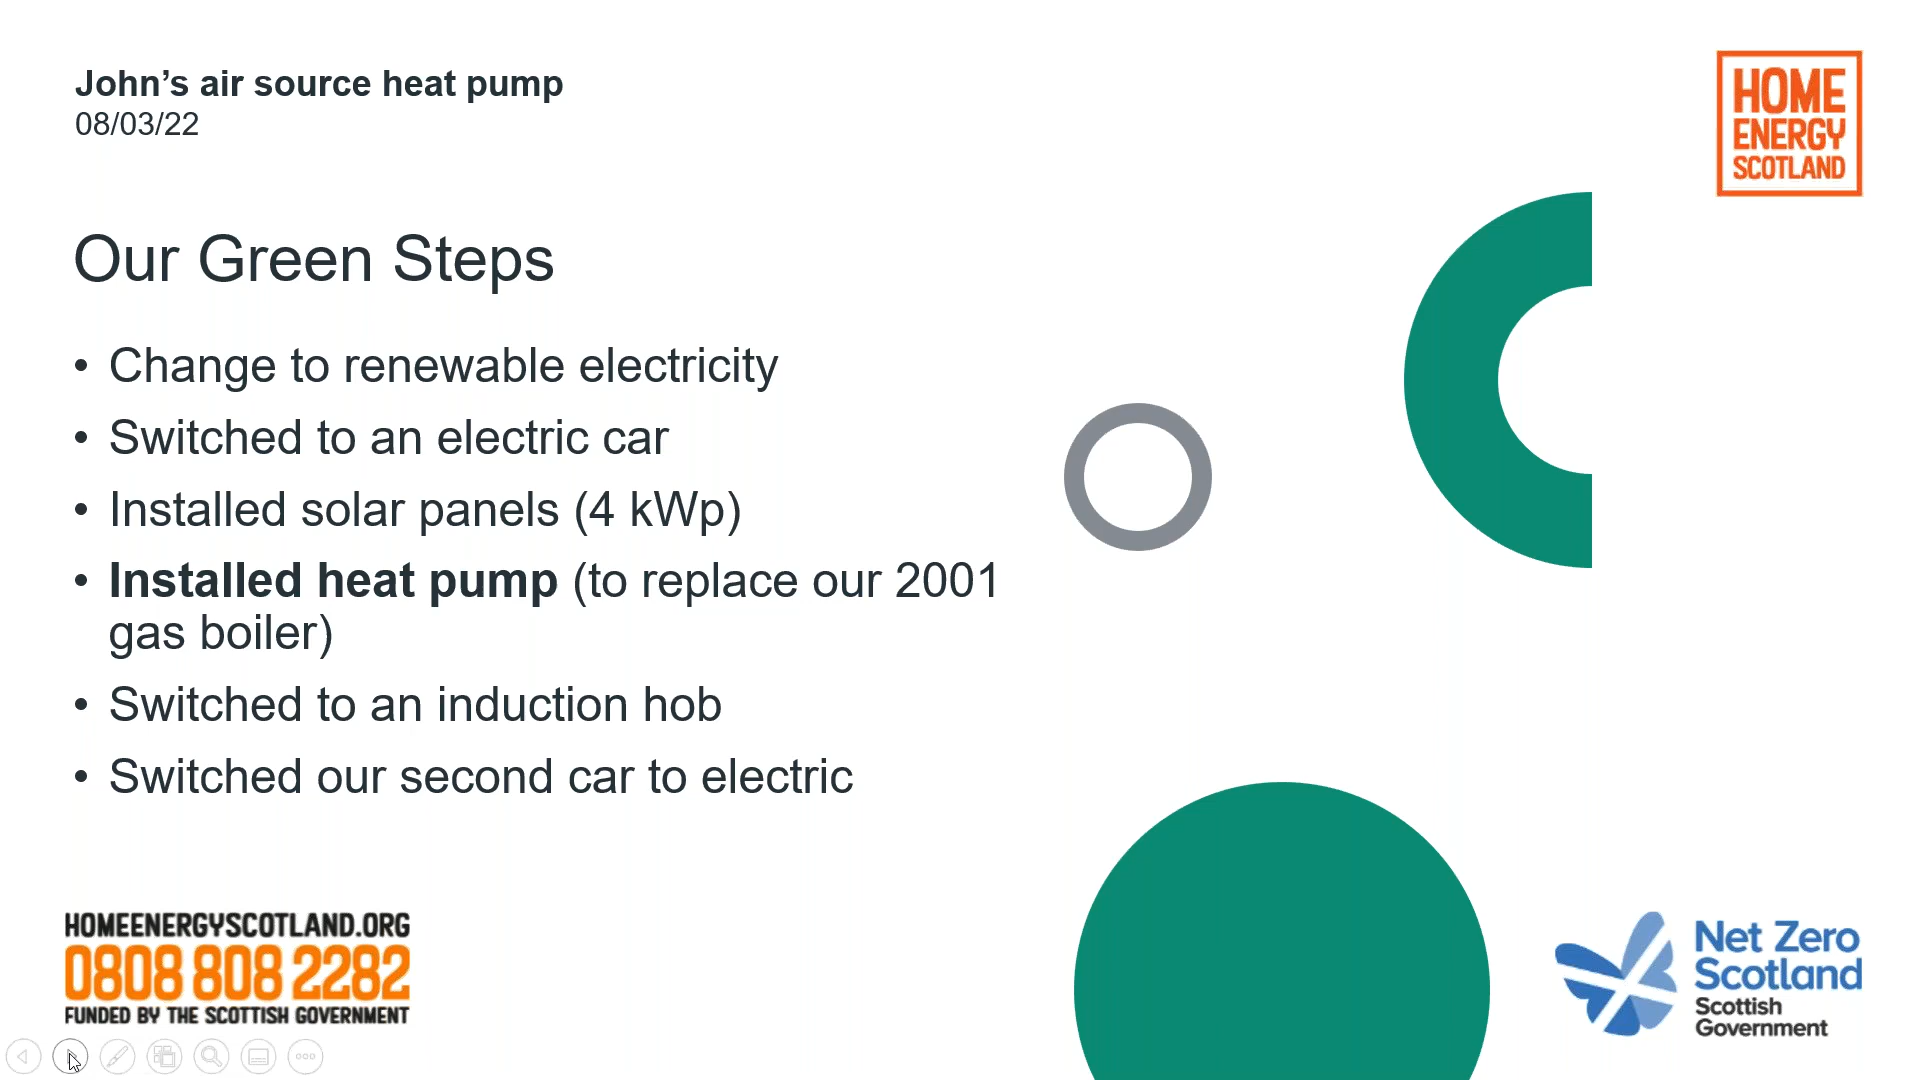 John’s air source heat pump
08/03/22
HOME
ENERGY
SCOTLAND
Our Green Steps
• Change to renewable electricity
• Switched to an electric car
• Installed solar panels (4 kWp)
• Installed heat pump (to replace our 2001
gas boiler)
• Switched to an induction hob
• Switched our second car to electric
HOMEENERGYSCOTLAND.ORG
0808 808 2282
FUNDED BY THE SCOTTISH GOVERNMENT
Net Zero
Scotland
Scottish
Government